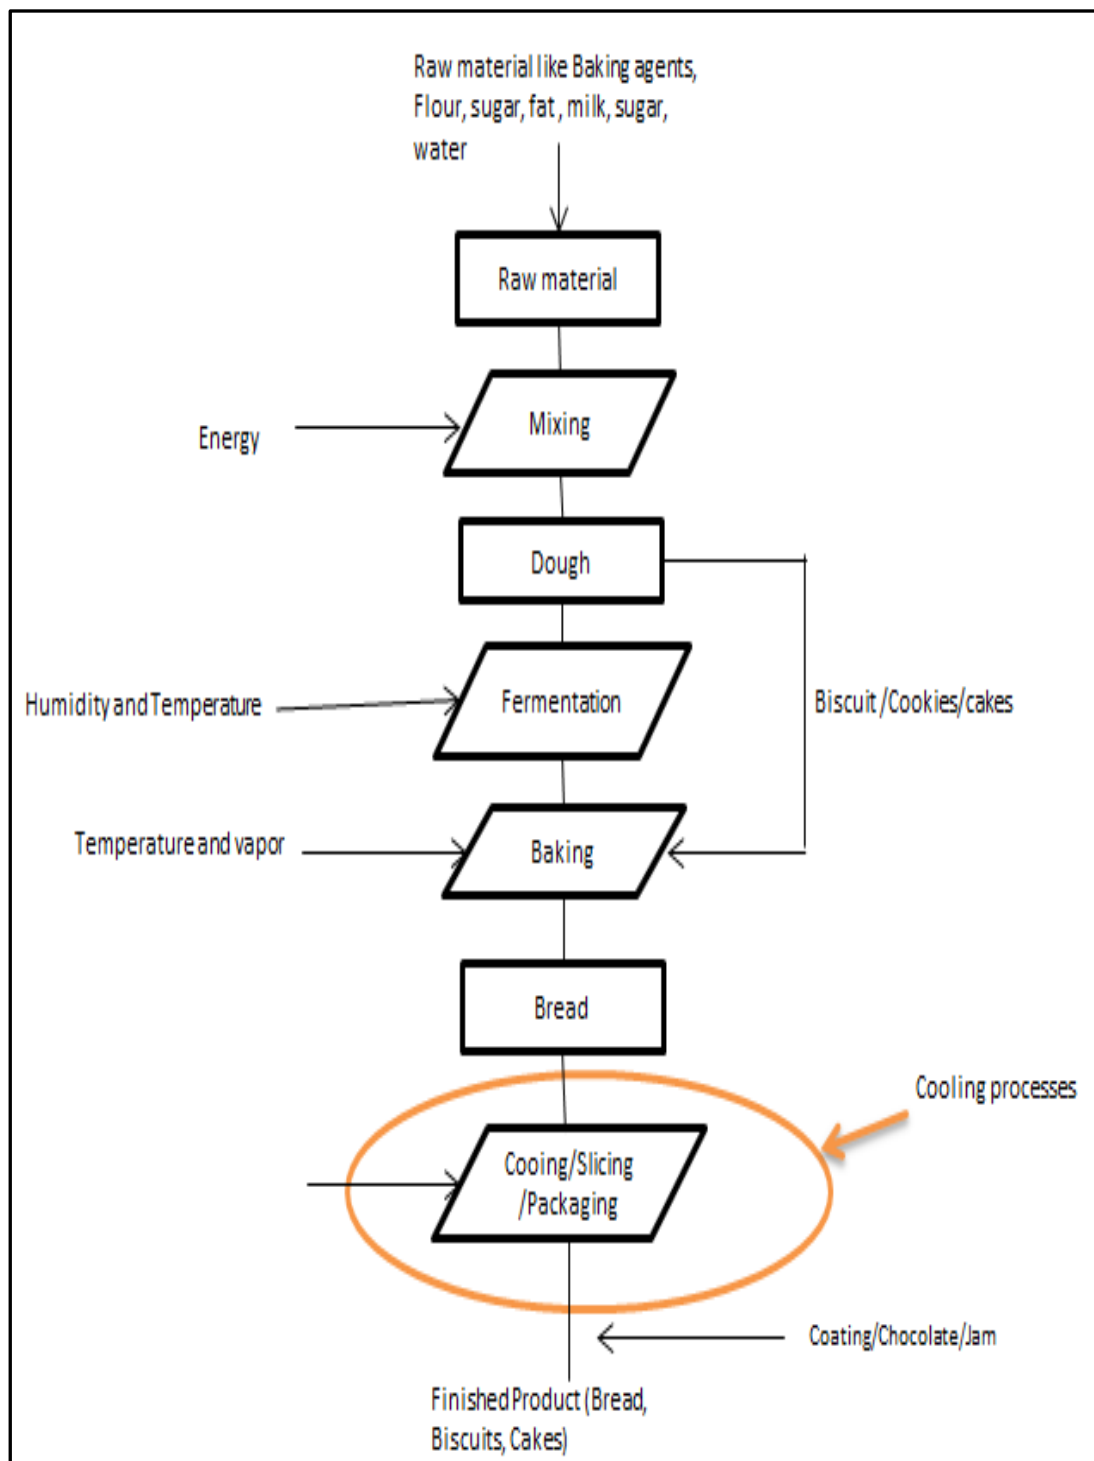 Raw material like Baking agents,
Flour, sugar, fat , milk, sugar,
water
Raw material
Mixing
Energy
Dough
Fermentation
Humidity and Temperature
Biscuit /Cookies/cakes
Temperature and vapor
Baking
Bread
Cooling processes
Cooing/Slicing
/Packaging
Coating/Chocolate/Jam
Finished Product (Bread,
Biscuits, Cakes)